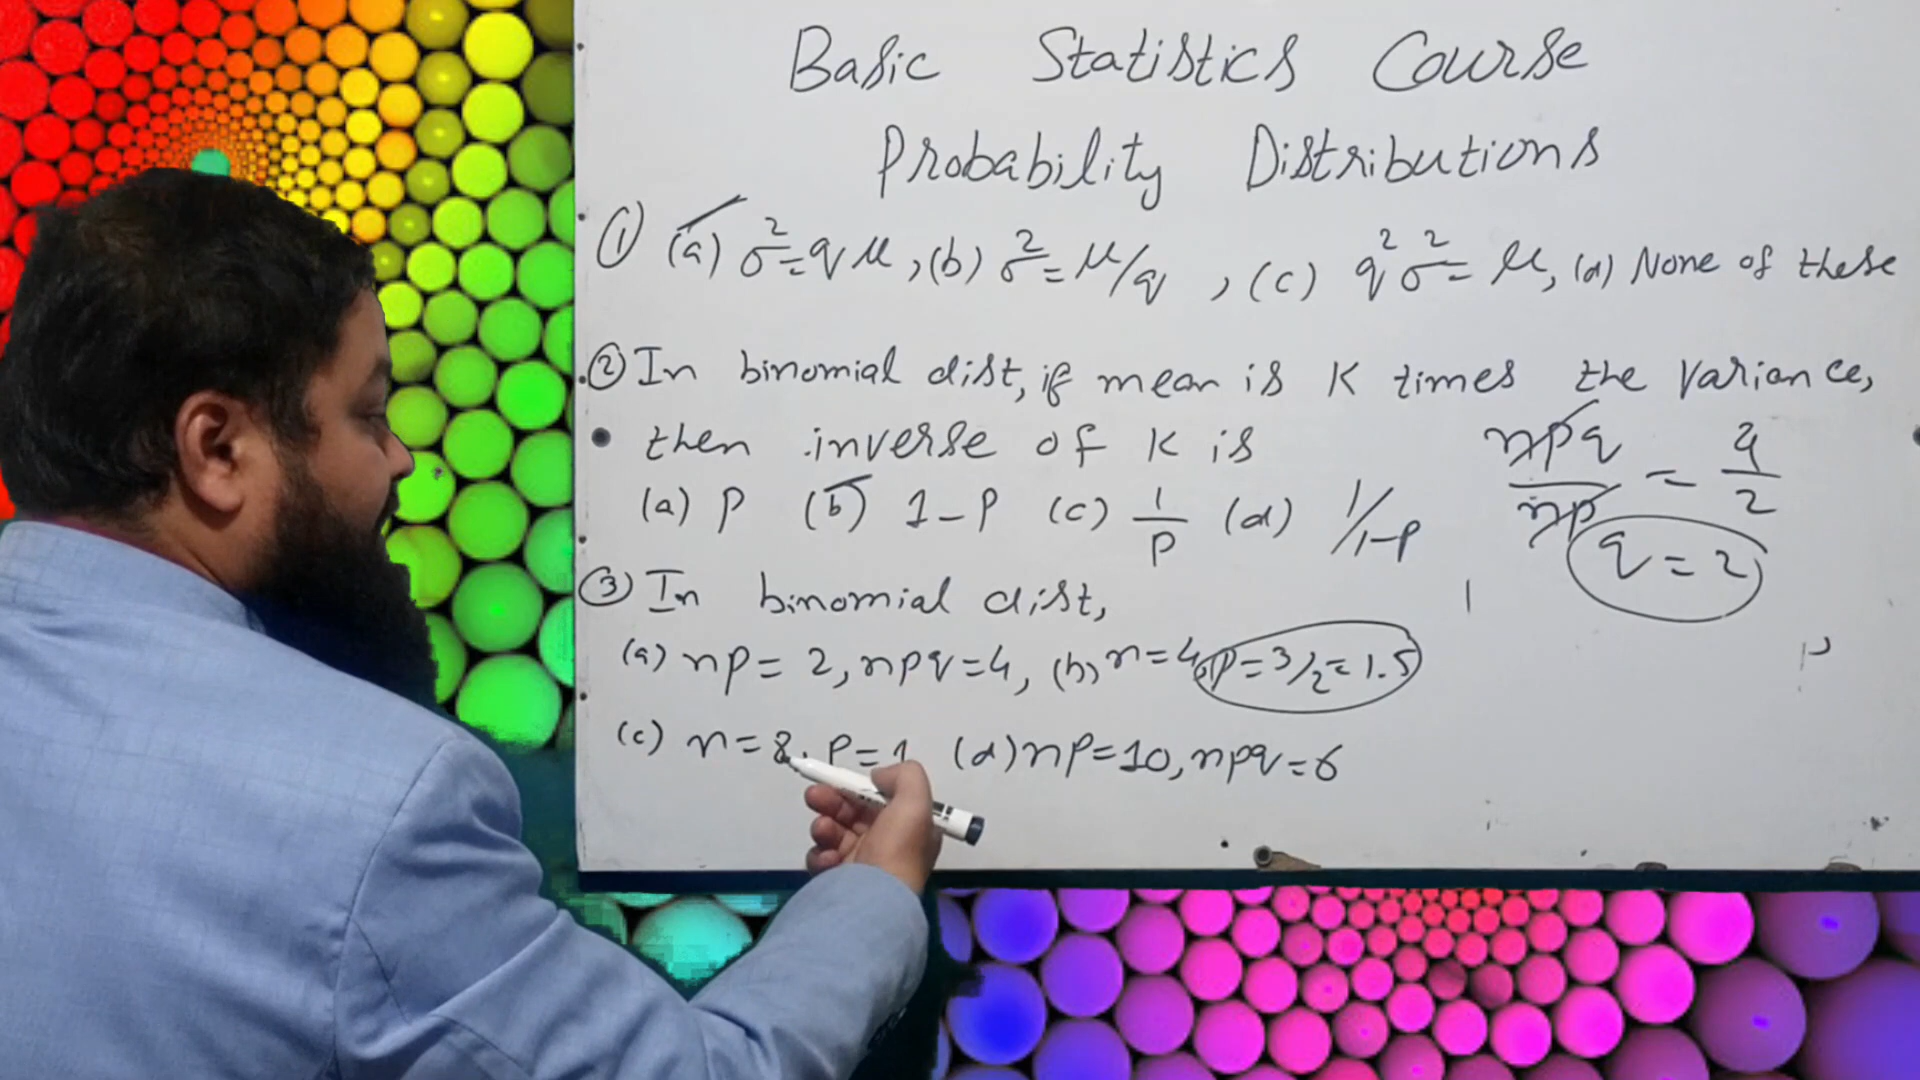 Basic Statistics Course
Probability Distributions
① (a) σ² = qμ, (b) σ² = μ/q, (c) q²σ² = μ, (d) None of these
② In binomial dist, if mean is K times the variance,
then inverse of K is
(a) P (b) 1-P (c) 1/P (d) 1/1-P
npq/np = 4/2
q = 2
③ In binomial dist,
(a) np = 2, npq = 4, (b) n = 4, p = 3/2 = 1.5
(c) n = 8, P = 1 (d) np = 10, npq = 6